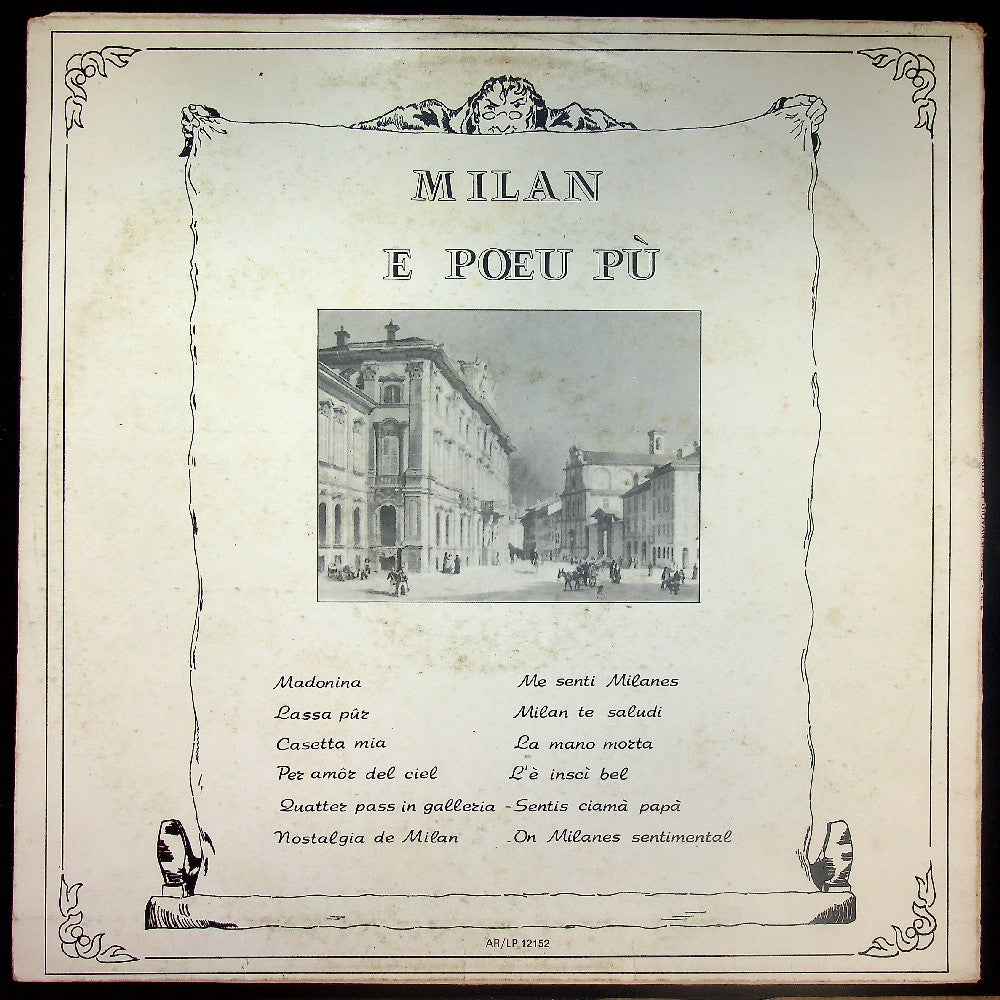 MILAN
E POEU PÙ
Madonina
Lassa pûr
Casetta mia
Per amôr del ciel
Quatter pass in galleria
Nostalgia de Milan
Me senti Milanes
Milan te saludi
La mano morta
L'è inscì bel
- Sentis ciamà papà
- On Milanes sentimental
AR/LP 12152